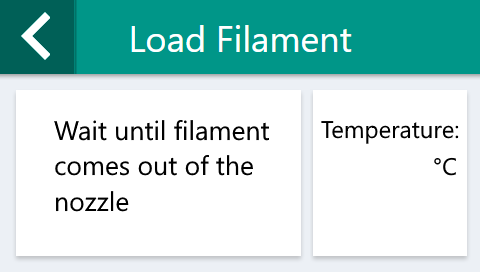 Load Filament
Wait until filament
comes out of the
nozzle
Temperature:
°C